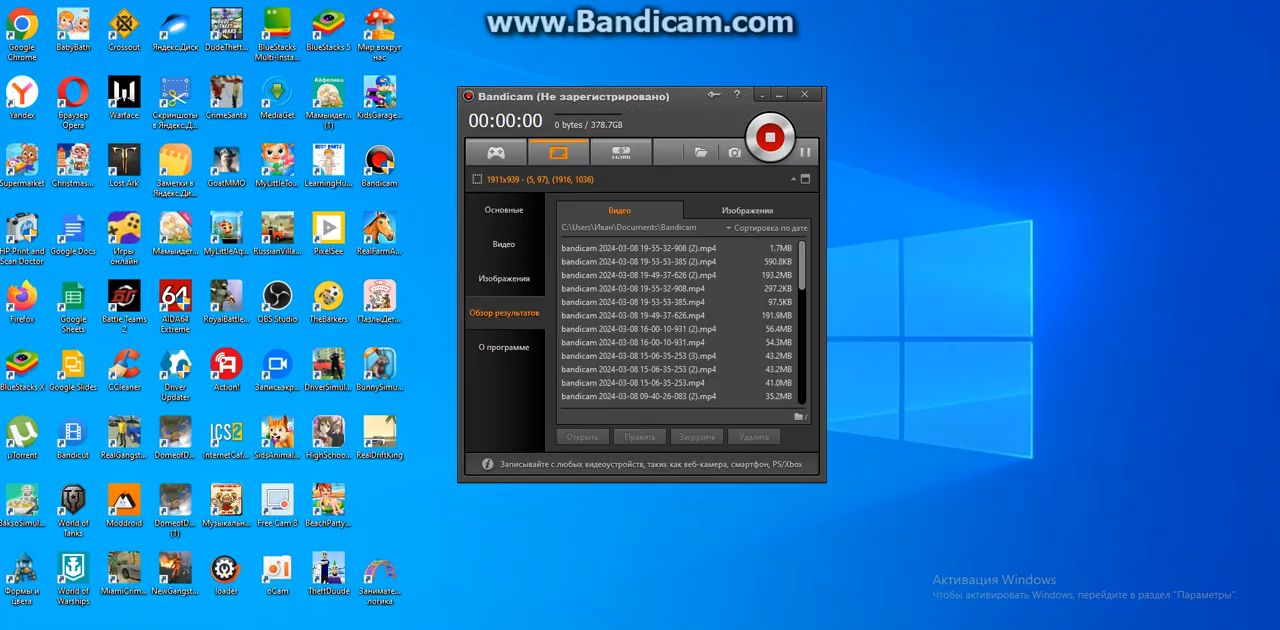 www.Bandicam.com
Google Chrome
BabyBath
Crossout
Яндекс.Диск
DudeTheft...
BlueStacks Multi-Insta...
BlueStacks 5
Мир вокруг нас
Yandex
Браузер Opera
Warface
Скриншоты в Яндекс.Д...
CrimeSanta
MediaGet
Мамыидет... (1)
KidsGarage...
Supermarket
Christmas...
Lost Ark
Заметки в Яндекс.Ди...
GoatMMO
MyLittleTo...
LearningHu...
Bandicam
HP Print and Scan Doctor
Google Docs
Игры онлайн
Мамыидет...
MyLittleAq...
RussianVilla...
PixelSee
RealFarmA...
Firefox
Google Sheets
Battle Teams 2
AIDA64 Extreme
RoyalBattle...
OBS Studio
TheBarkers
ПазлыДет...
BlueStacks X
Google Slides
CCleaner
Driver Updater
Action!
Записьэкр...
DriverSimul...
BunnySimu...
µTorrent
Bandicut
RealGangst...
DomeofD...
InternetCaf...
SidsAnimal...
HighSchoo...
RealDriftKing
BaksoSimul...
World of Tanks
Moddroid
DomeofD... (1)
Музыкальн...
Free Cam 8
BeachParty...
Формы и цвета
World of Warships
MiamiCrim...
NewGangst...
loader
oCam
TheftDuude
Занимате... логика
Bandicam (Не зарегистрировано)
?
00:00:00
0 bytes / 378.7GB
HDMI
1911x939 - (5, 97), (1916, 1036)
Основные
Видео
Изображения
Обзор результатов
О программе
Видео
Изображения
C:\Users\Иван\Documents\Bandicam
Сортировка по дате
bandicam 2024-03-08 19-55-32-908 (2).mp4 1.7MB
bandicam 2024-03-08 19-53-53-385 (2).mp4 590.8KB
bandicam 2024-03-08 19-49-37-626 (2).mp4 193.2MB
bandicam 2024-03-08 19-55-32-908.mp4 297.2KB
bandicam 2024-03-08 19-53-53-385.mp4 97.5KB
bandicam 2024-03-08 19-49-37-626.mp4 191.9MB
bandicam 2024-03-08 16-00-10-931 (2).mp4 56.4MB
bandicam 2024-03-08 16-00-10-931.mp4 54.3MB
bandicam 2024-03-08 15-06-35-253 (3).mp4 43.2MB
bandicam 2024-03-08 15-06-35-253 (2).mp4 43.2MB
bandicam 2024-03-08 15-06-35-253.mp4 41.0MB
bandicam 2024-03-08 09-40-26-083 (2).mp4 35.2MB
Открыть
Править
Загрузить
Удалить
Записывайте с любых видеоустройств, таких как веб-камера, смартфон, PS/Xbox
Активация Windows
Чтобы активировать Windows, перейдите в раздел "Параметры".